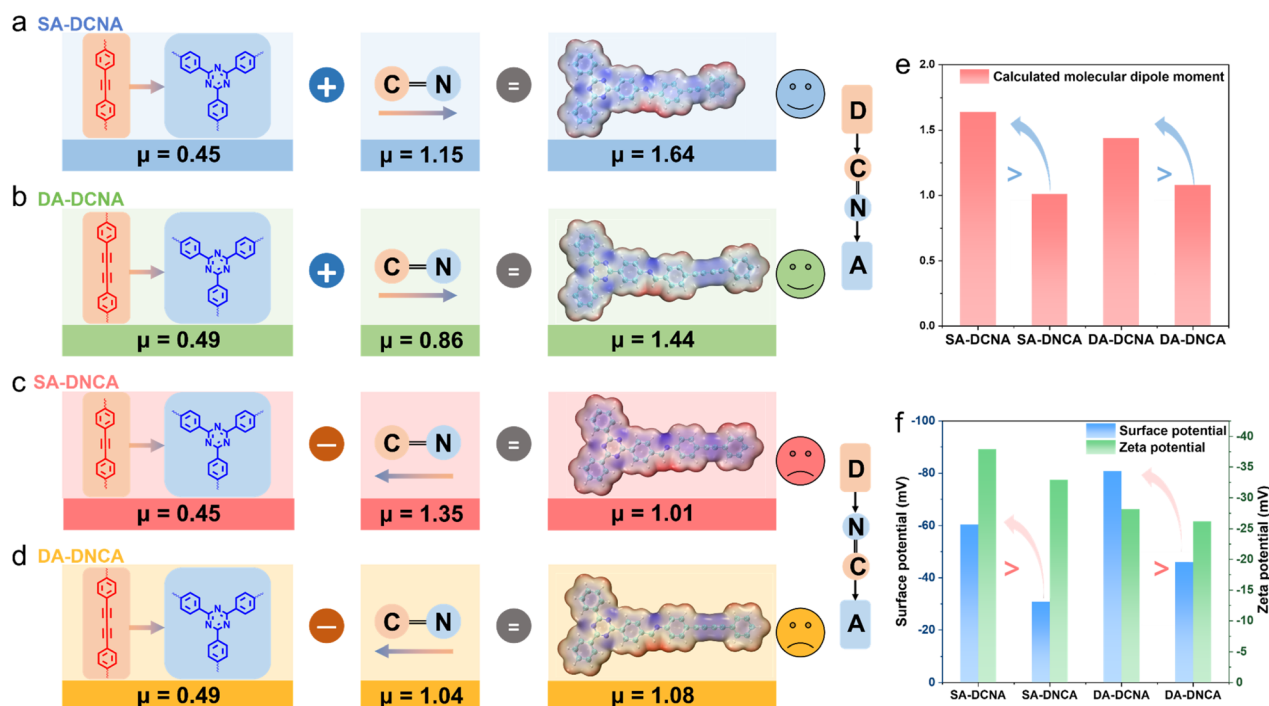 a SA-DCNA
N N
N
+
C=N
=
μ = 0.45
μ = 1.15
μ = 1.64
b DA-DCNA
N N
N
+
C=N
=
μ = 0.49
μ = 0.86
μ = 1.44
D
C
N
A
c SA-DNCA
N N
N
−
C=N
=
μ = 0.45
μ = 1.35
μ = 1.01
d DA-DNCA
N N
N
−
C=N
=
μ = 0.49
μ = 1.04
μ = 1.08
D
N
C
A
e
Calculated molecular dipole moment
2.0
1.5
1.0
0.5
0.0
> >
SA-DCNA SA-DNCA DA-DCNA DA-DNCA
f
Surface potential
Zeta potential
Surface potential (mV)
-100
-80
-60
-40
-20
0
> >
Zeta potential (mV)
-40
-35
-30
-25
-20
-15
-10
-5
0
SA-DCNA SA-DNCA DA-DCNA DA-DNCA